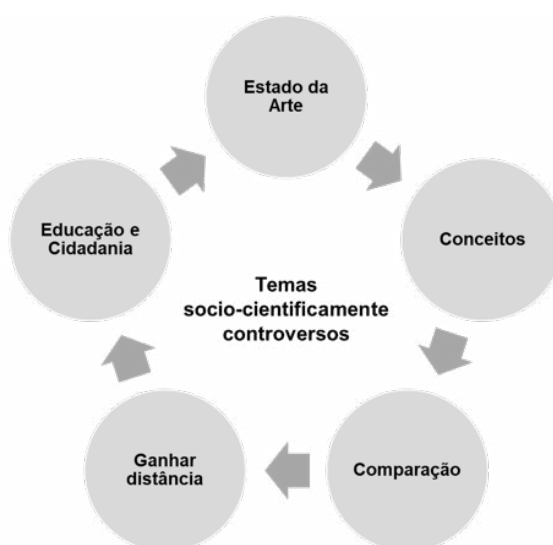 Estado da
Arte
Conceitos
Comparação
Ganhar
distância
Educação e
Cidadania
Temas
socio-cientificamente
controversos